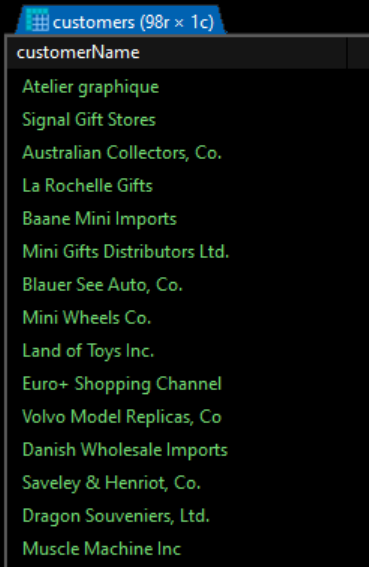 customers (98r × 1c)
customerName
Atelier graphique
Signal Gift Stores
Australian Collectors, Co.
La Rochelle Gifts
Baane Mini Imports
Mini Gifts Distributors Ltd.
Blauer See Auto, Co.
Mini Wheels Co.
Land of Toys Inc.
Euro+ Shopping Channel
Volvo Model Replicas, Co
Danish Wholesale Imports
Saveley & Henriot, Co.
Dragon Souveniers, Ltd.
Muscle Machine Inc